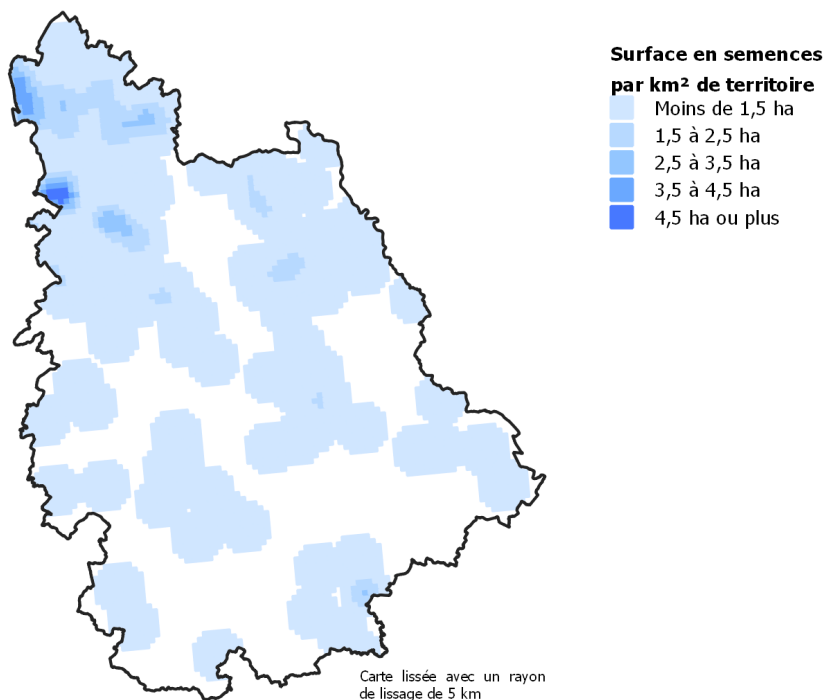 Surface en semences
par km² de territoire
Moins de 1,5 ha
1,5 à 2,5 ha
2,5 à 3,5 ha
3,5 à 4,5 ha
4,5 ha ou plus
Carte lissée avec un rayon
de lissage de 5 km